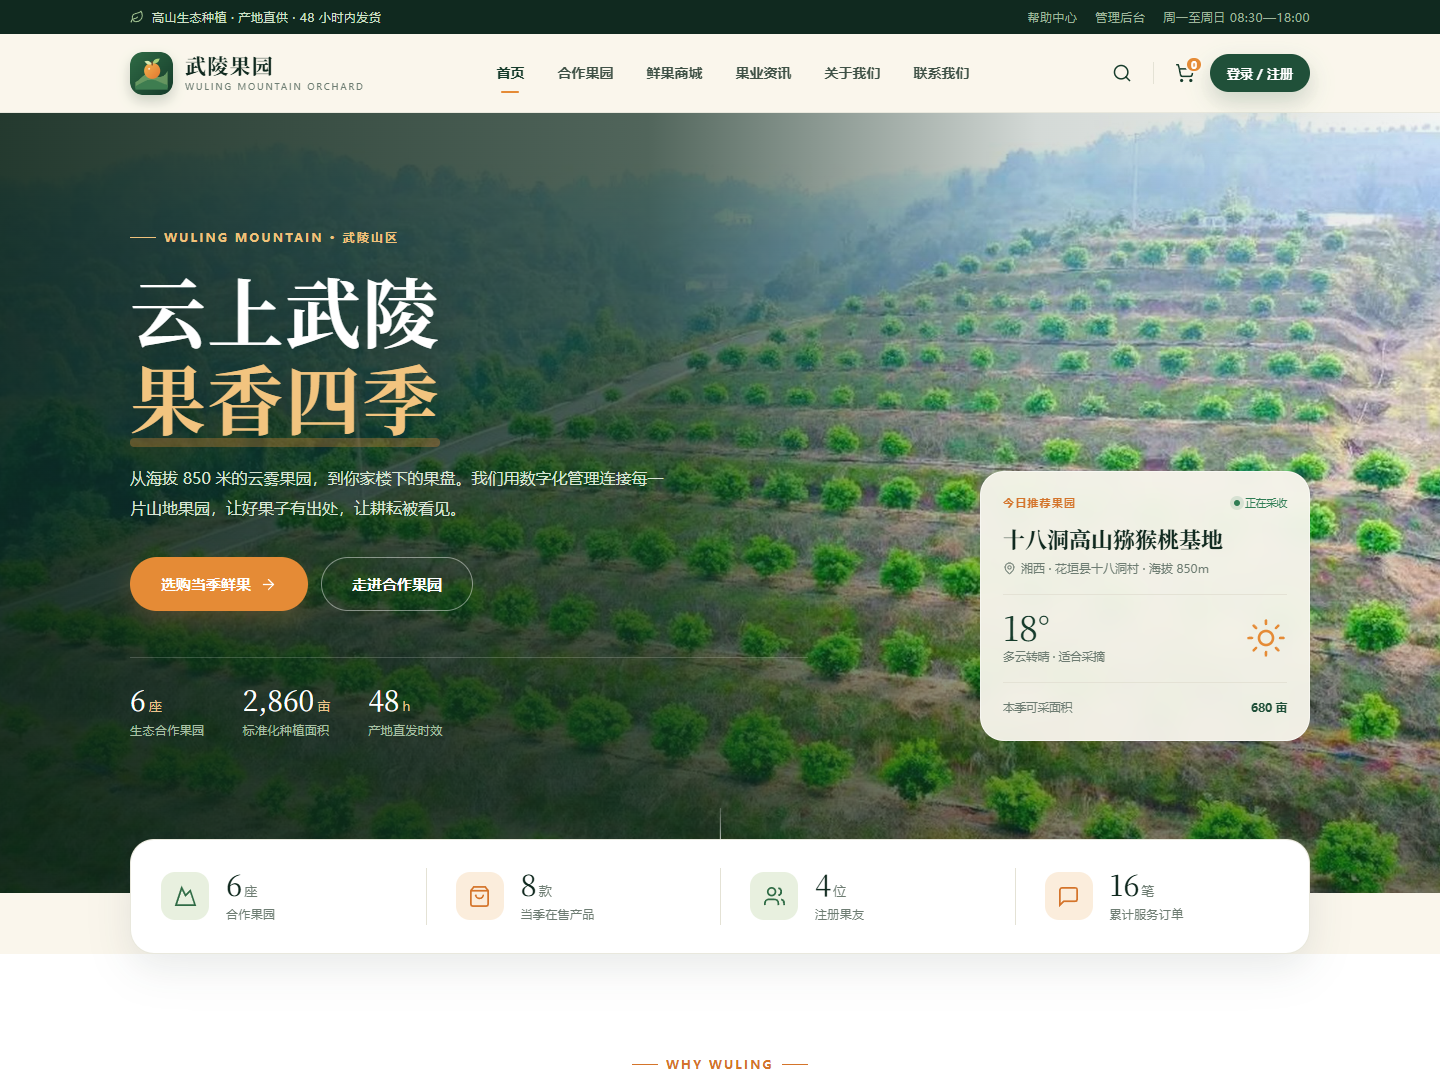 高山生态种植 · 产地直供 · 48 小时内发货
帮助中心 管理后台 周一至周日 08:30—18:00
武陵果园
WULING MOUNTAIN ORCHARD
首页 合作果园 鲜果商城 果业资讯 关于我们 联系我们
0
登录 / 注册
WULING MOUNTAIN • 武陵山区
云上武陵
果香四季
从海拔 850 米的云雾果园，到你家楼下的果盘。我们用数字化管理连接每一
片山地果园，让好果子有出处，让耕耘被看见。
选购当季鲜果 →
走进合作果园
6 座
生态合作果园
2,860 亩
标准化种植面积
48 h
产地直发时效
今日推荐果园
正在采收
十八洞高山猕猴桃基地
湘西 · 花垣县十八洞村 · 海拔 850m
18°
多云转晴 · 适合采摘
本季可采面积
680 亩
6 座
合作果园
8 款
当季在售产品
4 位
注册果友
16 笔
累计服务订单
WHY WULING